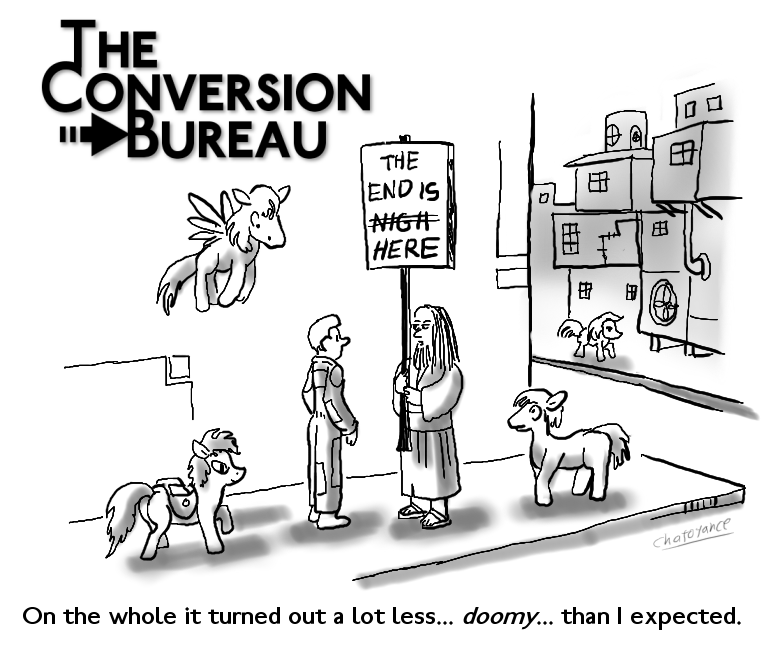 THE
CONVERSION
BUREAU
THE
END IS
NIGH
HERE
chatoyance
On the whole it turned out a lot less... doomy... than I expected.